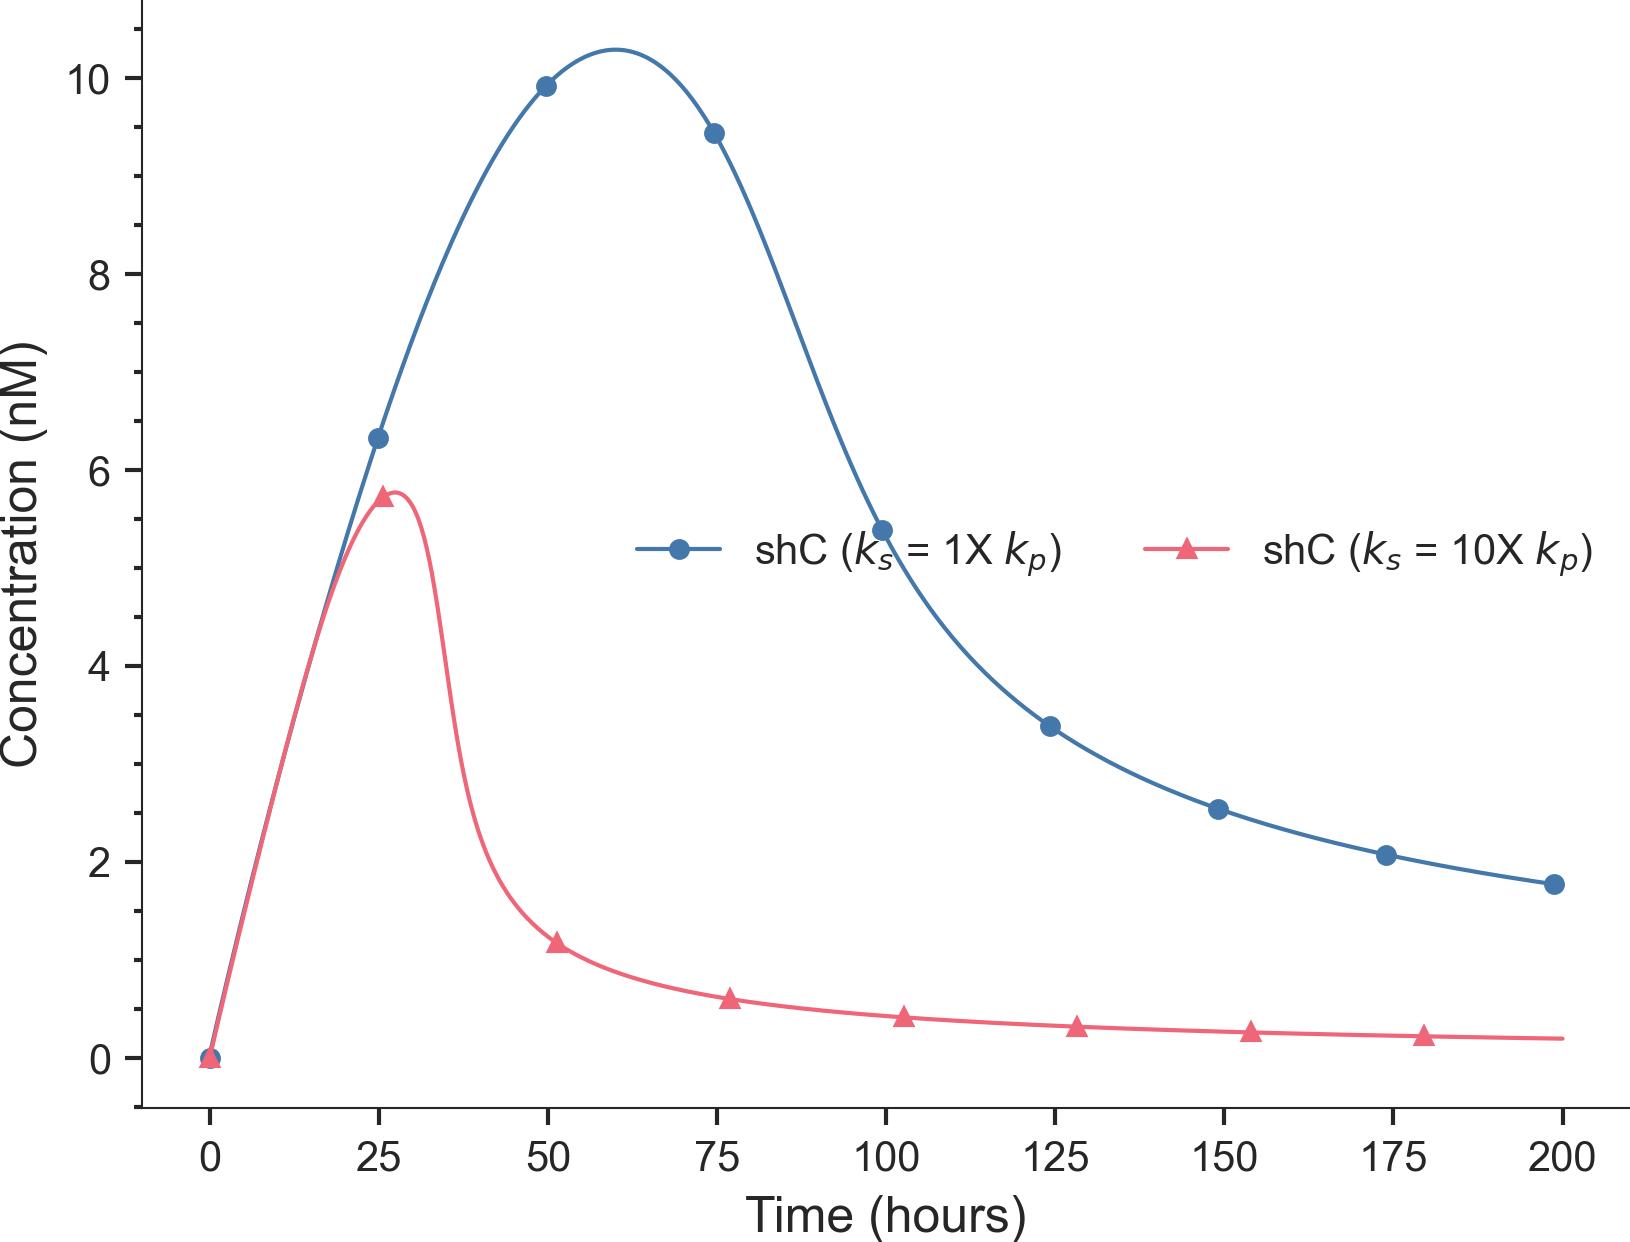 Concentration (nM)
10
8
6
4
2
0
shC (kₛ = 1X kₚ)
shC (kₛ = 10X kₚ)
0 25 50 75 100 125 150 175 200
Time (hours)